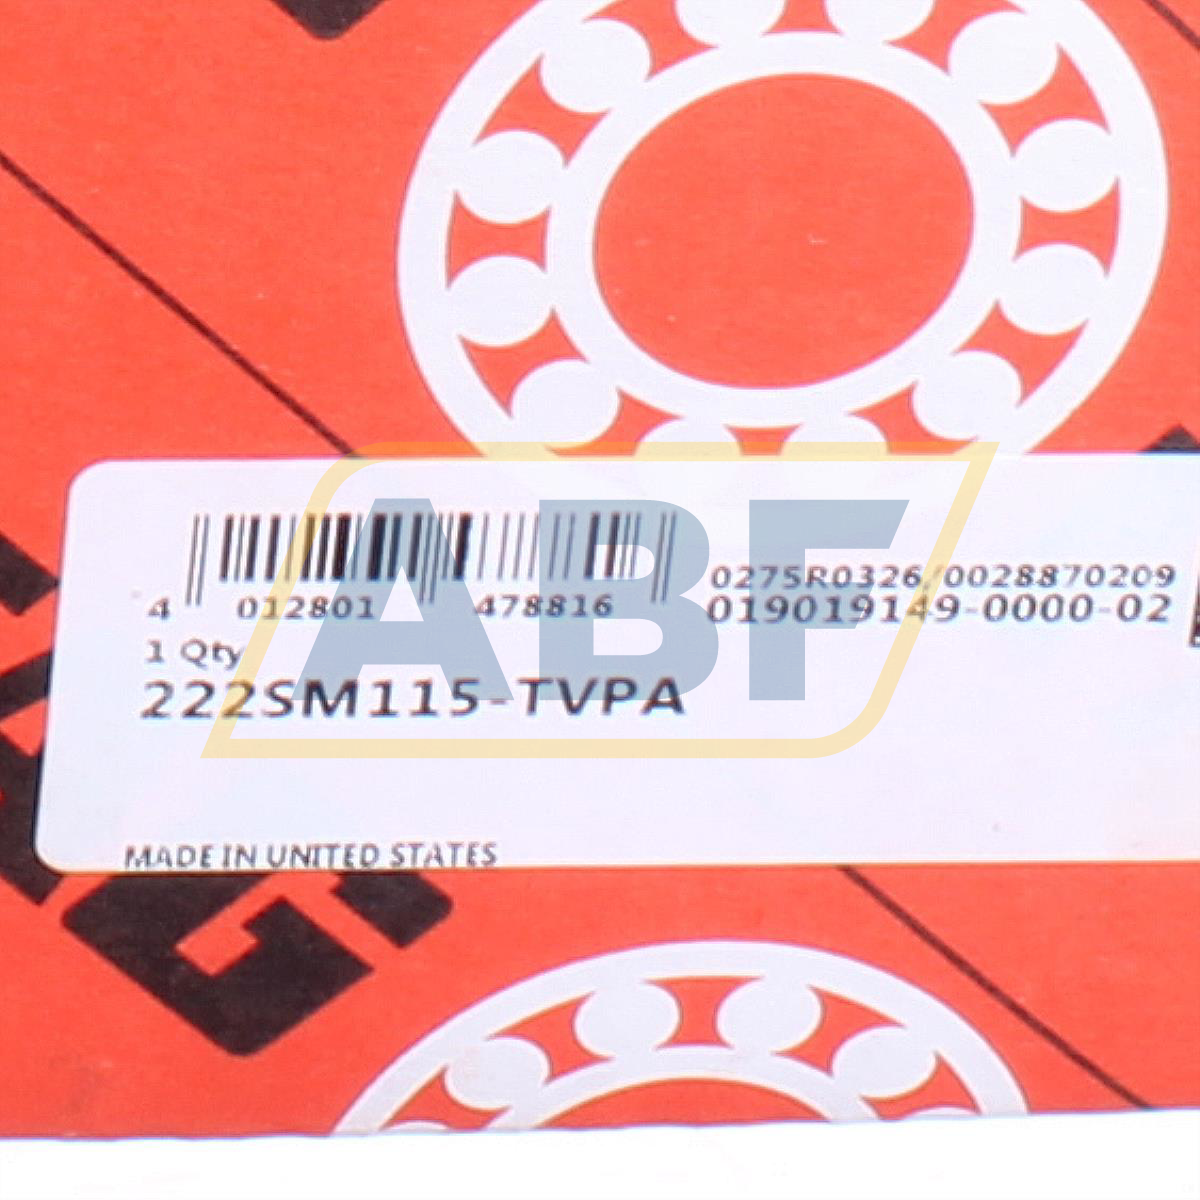 4 012801 478816
0275R0326/0028870209
019019149-0000-02
1 Qty
222SM115-TVPA
MADE IN UNITED STATES
ABF